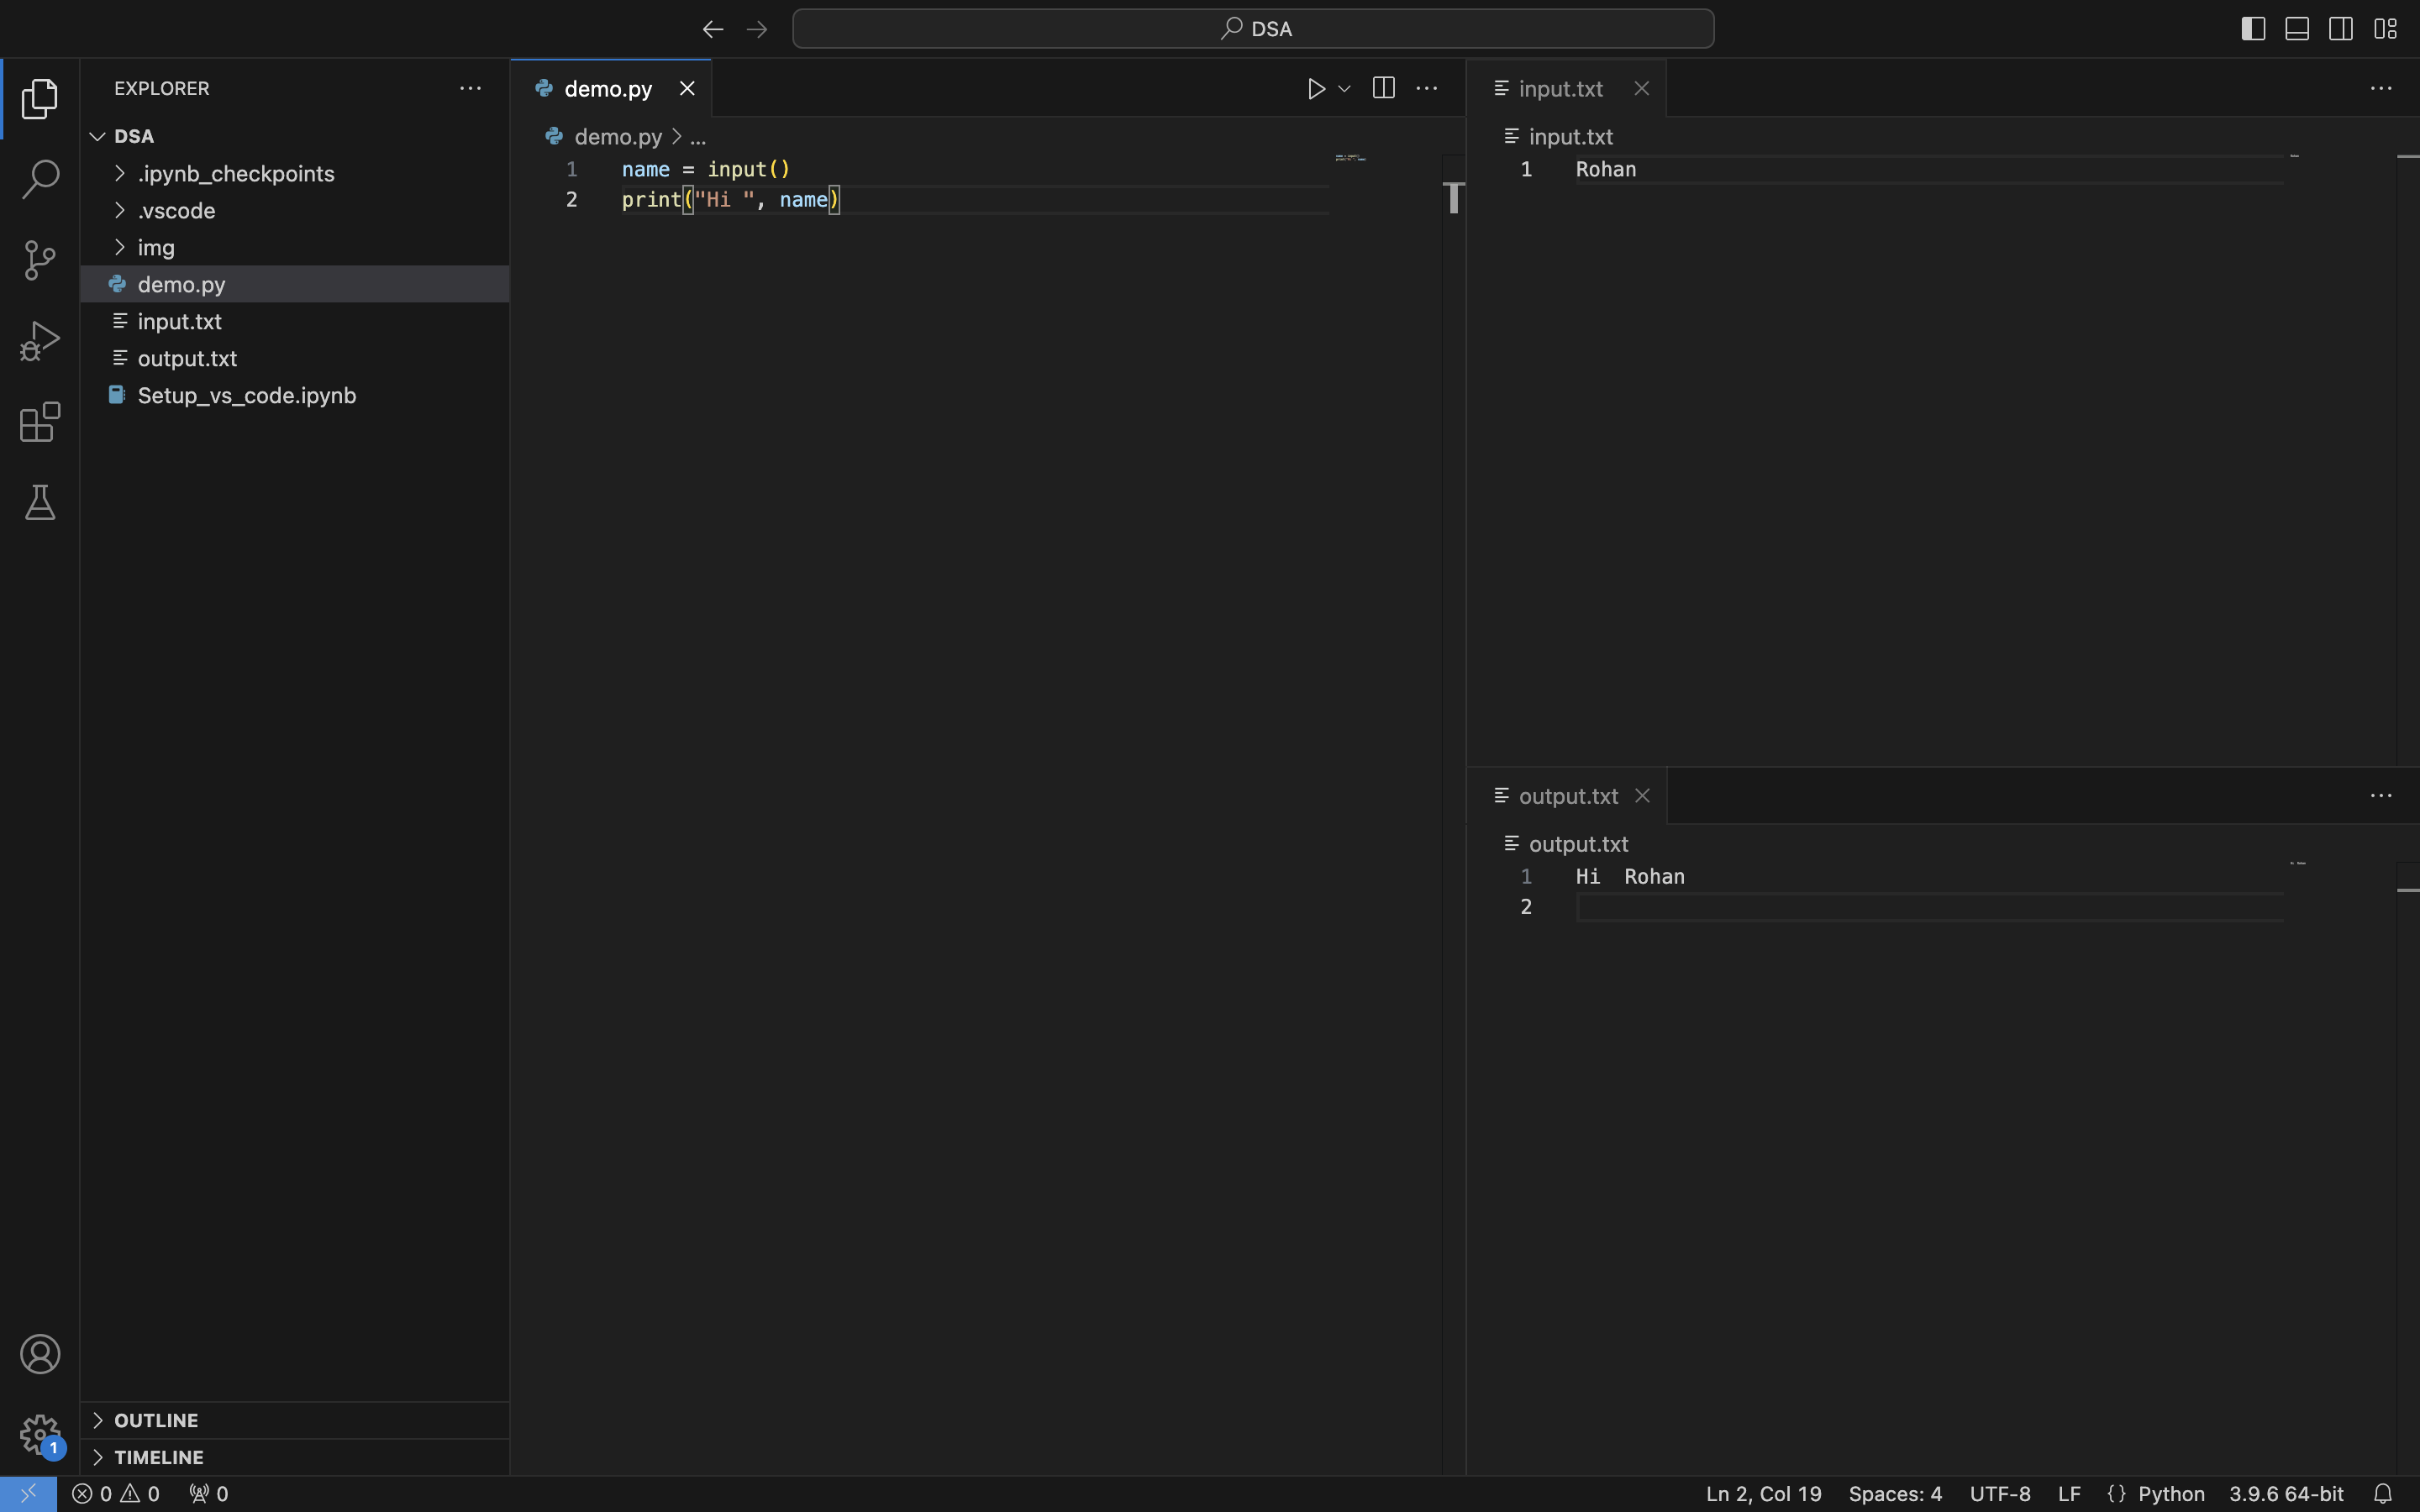 DSA
EXPLORER
DSA
.ipynb_checkpoints
.vscode
img
demo.py
input.txt
output.txt
Setup_vs_code.ipynb
OUTLINE
TIMELINE
demo.py
demo.py > ...
1 name = input()
2 print("Hi ", name)
input.txt
input.txt
1 Rohan
output.txt
output.txt
1 Hi  Rohan
2
1
0 0 0
Ln 2, Col 19 Spaces: 4 UTF-8 LF {} Python 3.9.6 64-bit